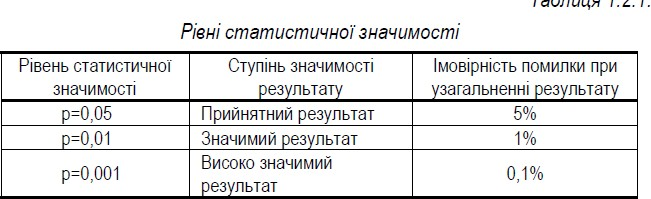 Таблиця 1.2.1.
Рівні статистичної значимості
Рівень статистичної значимості | Ступінь значимості результату | Імовірність помилки при узагальненні результату
p=0,05 | Прийнятний результат | 5%
p=0,01 | Значимий результат | 1%
p=0,001 | Високо значимий результат | 0,1%